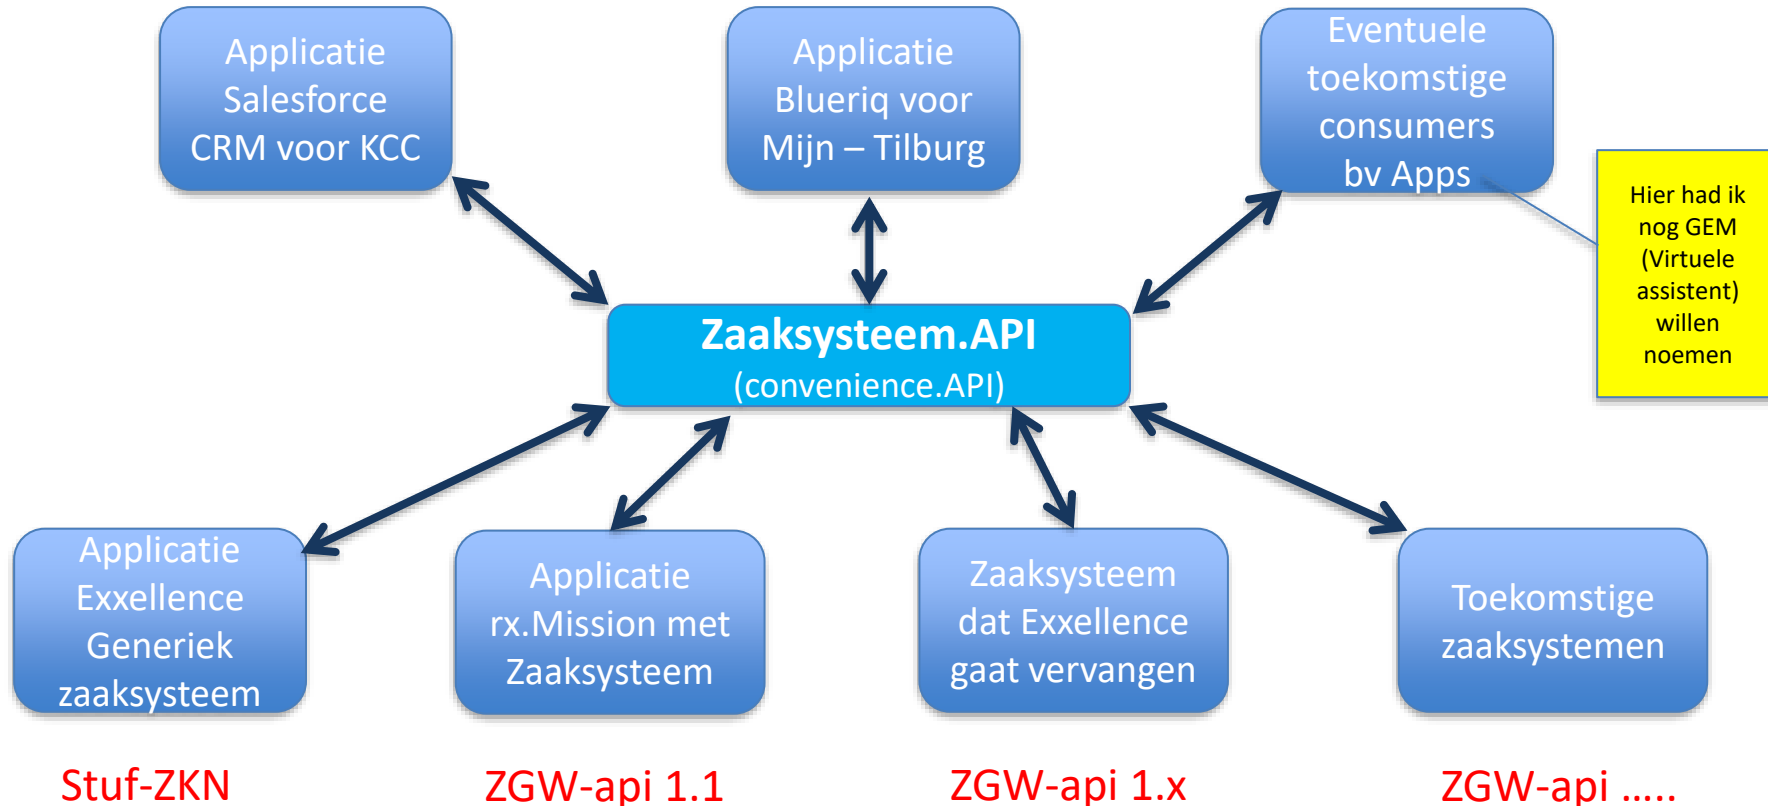 Applicatie
Salesforce
CRM voor KCC
Applicatie
Blueriq voor
Mijn – Tilburg
Eventuele
toekomstige
consumers
bv Apps
Hier had ik
nog GEM
(Virtuele
assistent)
willen
noemen
Zaaksysteem.API
(convenience.API)
Applicatie
Exxellence
Generiek
zaaksysteem
Applicatie
rx.Mission met
Zaaksysteem
Zaaksysteem
dat Exxellence
gaat vervangen
Toekomstige
zaaksystemen
Stuf-ZKN
ZGW-api 1.1
ZGW-api 1.x
ZGW-api .....